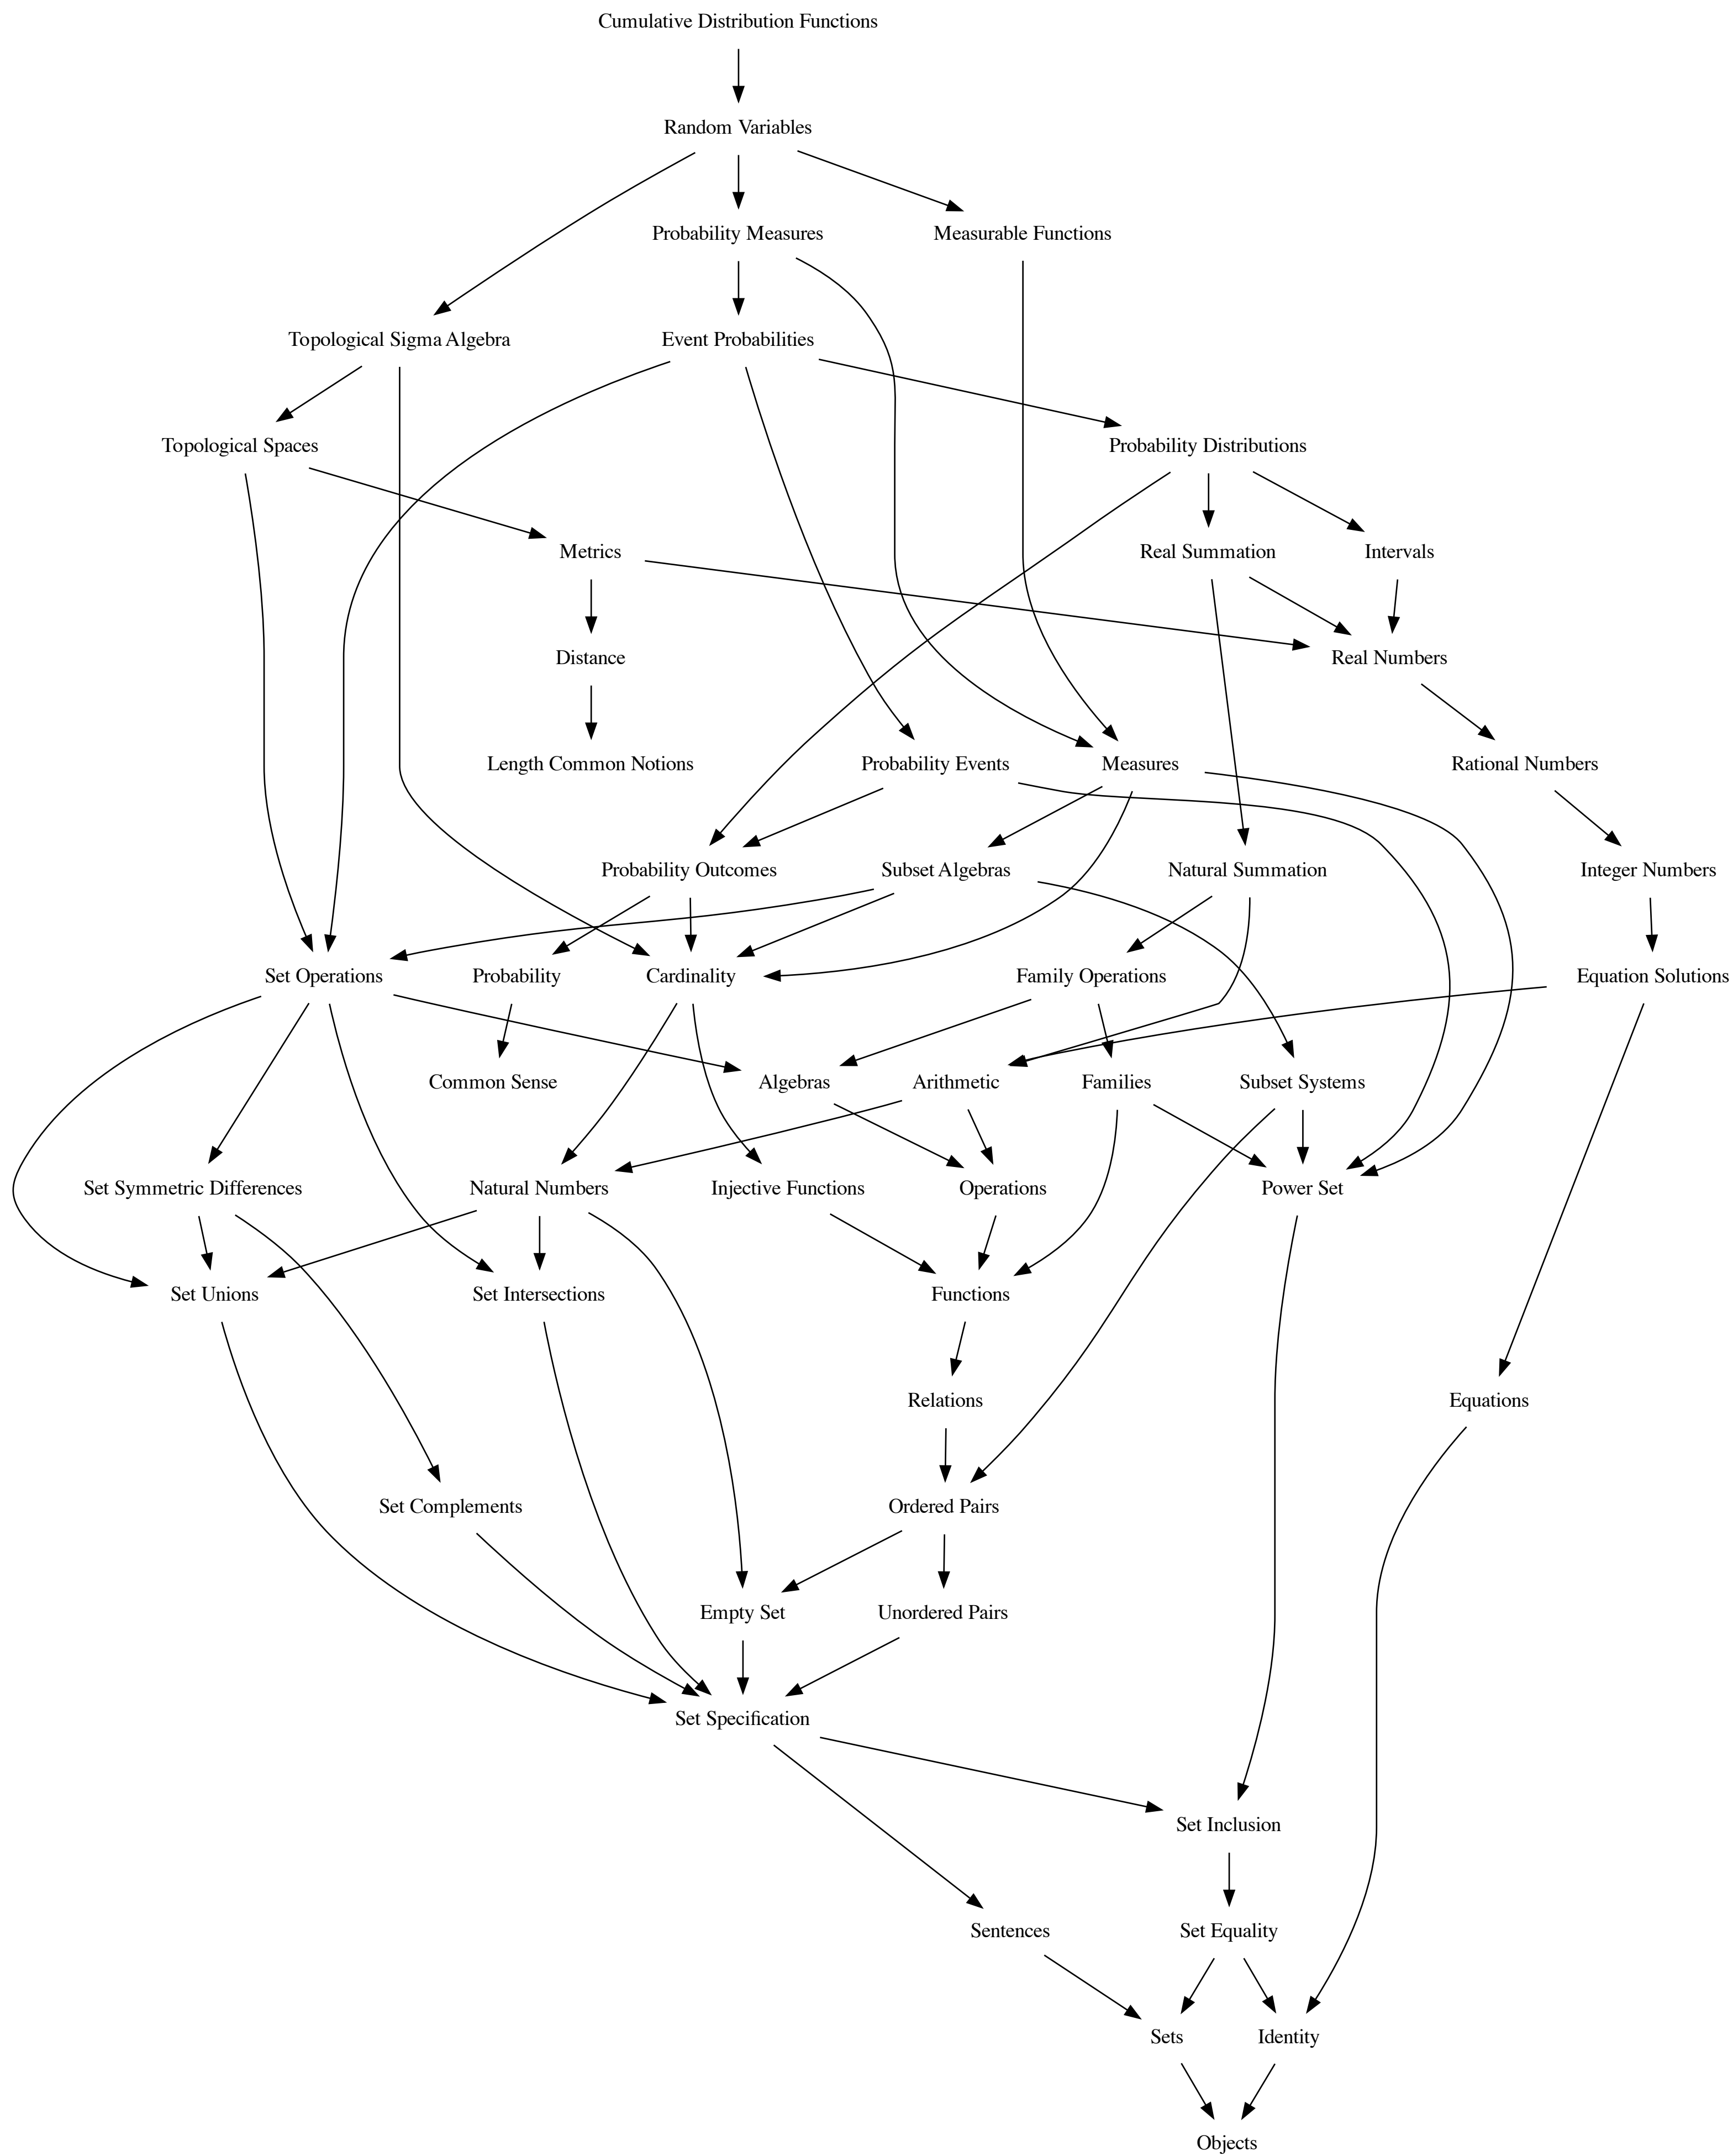 Cumulative Distribution Functions
Random Variables
Probability Measures
Measurable Functions
Topological Sigma Algebra
Event Probabilities
Topological Spaces
Probability Distributions
Metrics
Real Summation
Intervals
Distance
Real Numbers
Length Common Notions
Probability Events
Measures
Rational Numbers
Probability Outcomes
Subset Algebras
Natural Summation
Integer Numbers
Set Operations
Probability
Cardinality
Family Operations
Equation Solutions
Common Sense
Algebras
Arithmetic
Families
Subset Systems
Set Symmetric Differences
Natural Numbers
Injective Functions
Operations
Power Set
Set Unions
Set Intersections
Functions
Relations
Equations
Set Complements
Ordered Pairs
Empty Set
Unordered Pairs
Set Specification
Set Inclusion
Sentences
Set Equality
Sets
Identity
Objects